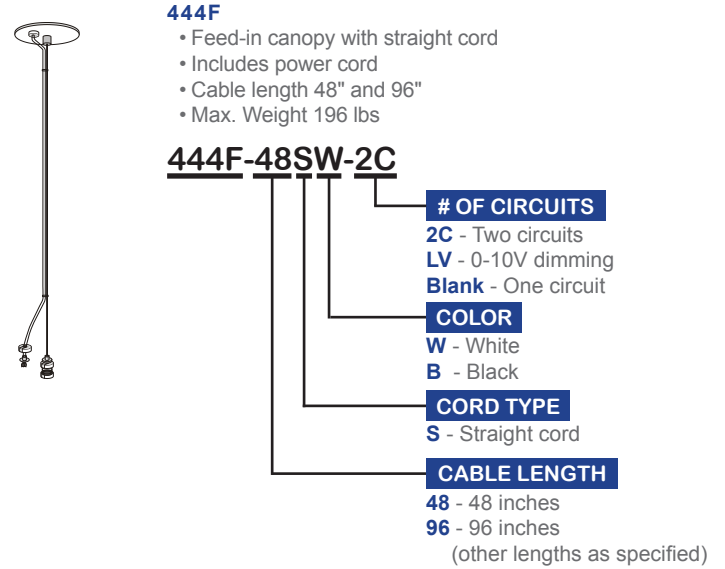 444F
• Feed-in canopy with straight cord
• Includes power cord
• Cable length 48" and 96"
• Max. Weight 196 lbs
444F-48SW-2C
# OF CIRCUITS
2C - Two circuits
LV - 0-10V dimming
Blank - One circuit
COLOR
W - White
B - Black
CORD TYPE
S - Straight cord
CABLE LENGTH
48 - 48 inches
96 - 96 inches
(other lengths as specified)